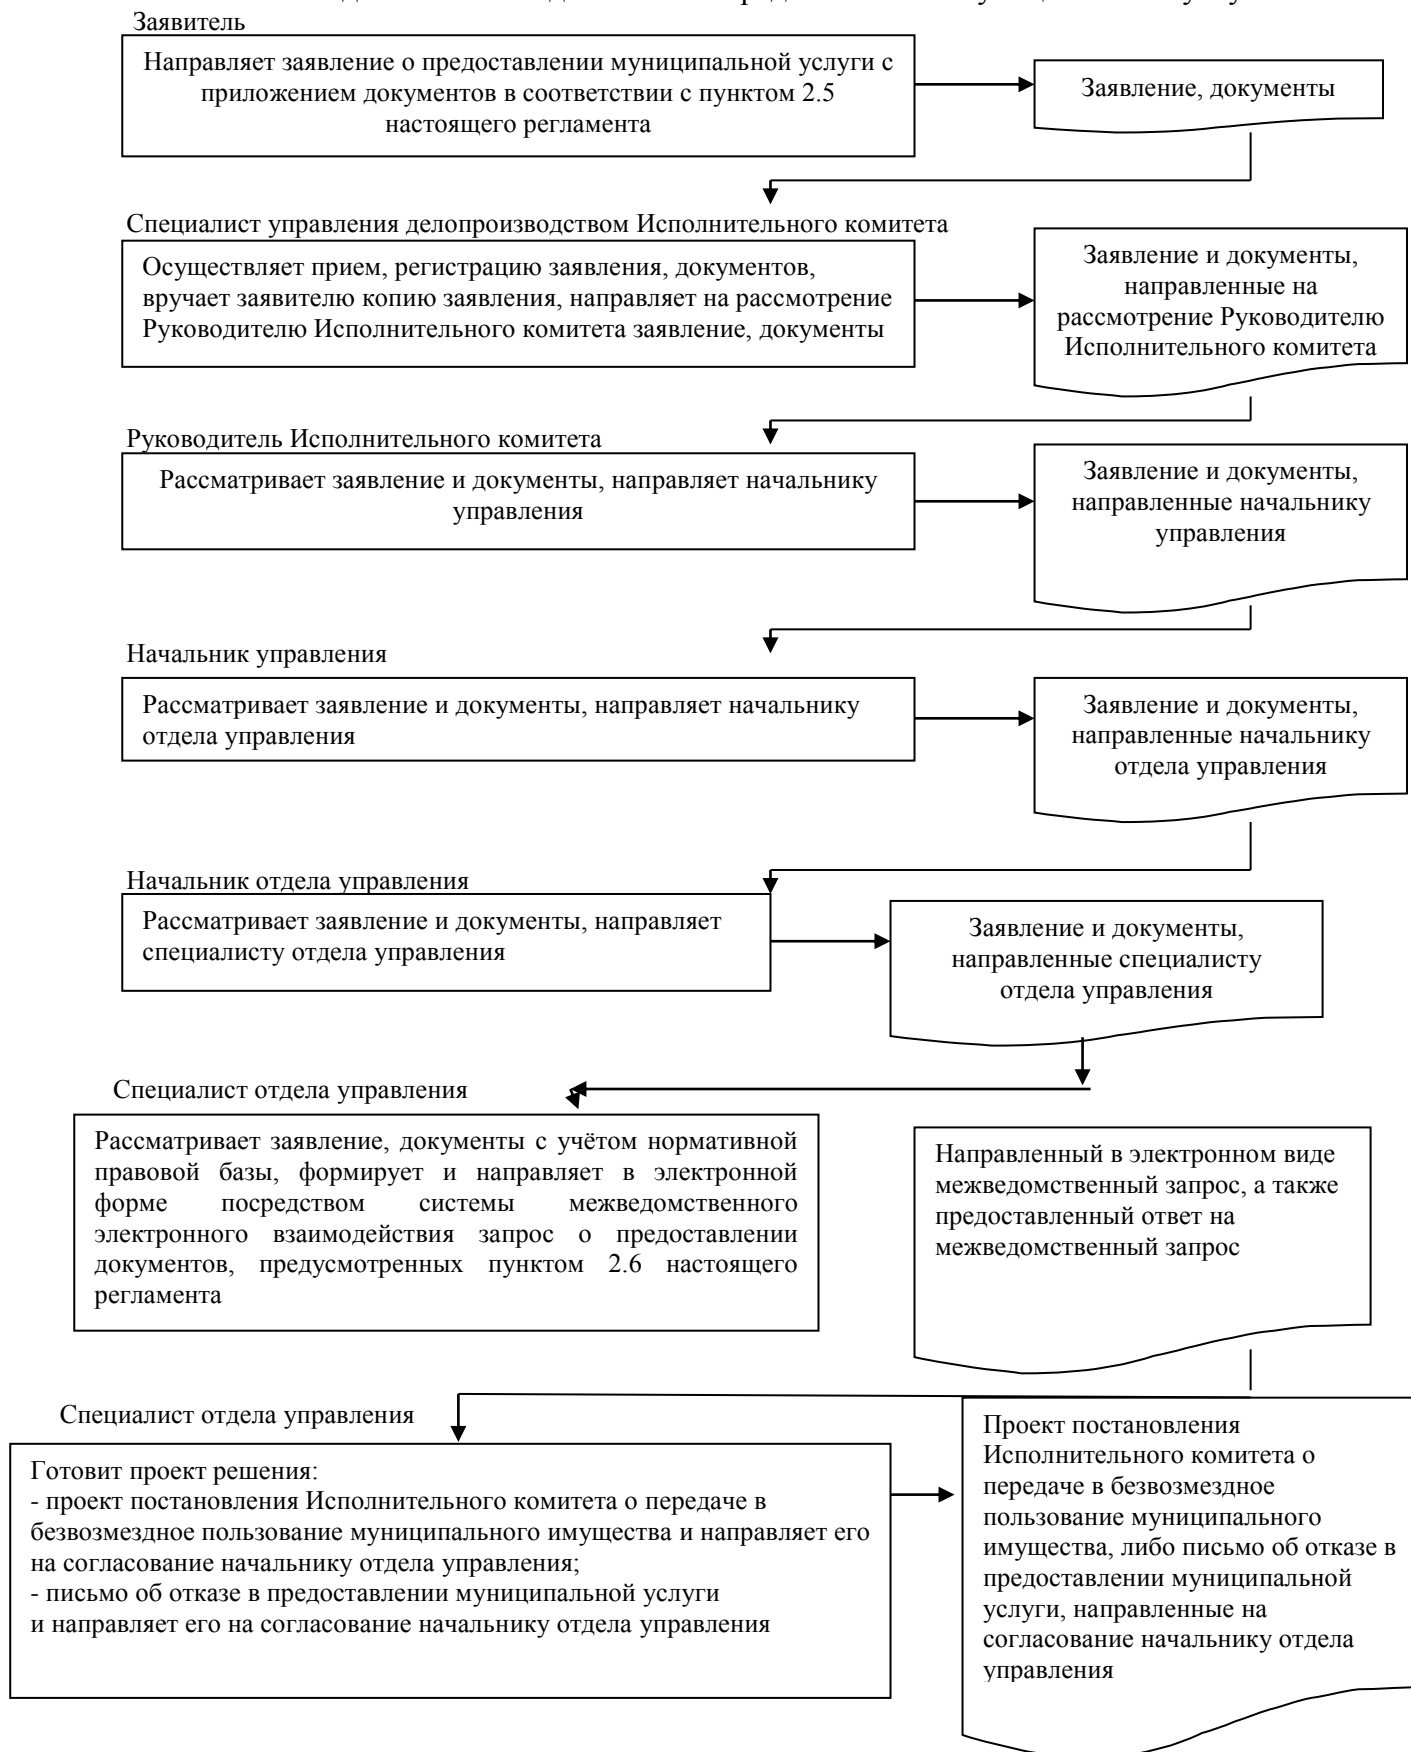 Заявитель
Направляет заявление о предоставлении муниципальной услуги с
приложением документов в соответствии с пунктом 2.5
настоящего регламента
Заявление, документы
Специалист управления делопроизводством Исполнительного комитета
Осуществляет прием, регистрацию заявления, документов,
вручает заявителю копию заявления, направляет на рассмотрение
Руководителю Исполнительного комитета заявление, документы
Заявление и документы,
направленные на
рассмотрение Руководителю
Исполнительного комитета
Руководитель Исполнительного комитета
Рассматривает заявление и документы, направляет начальнику
управления
Заявление и документы,
направленные начальнику
управления
Начальник управления
Рассматривает заявление и документы, направляет начальнику
отдела управления
Заявление и документы,
направленные начальнику
отдела управления
Начальник отдела управления
Рассматривает заявление и документы, направляет
специалисту отдела управления
Заявление и документы,
направленные специалисту
отдела управления
Специалист отдела управления
Рассматривает заявление, документы с учётом нормативной
правовой базы, формирует и направляет в электронной
форме посредством системы межведомственного
электронного взаимодействия запрос о предоставлении
документов, предусмотренных пунктом 2.6 настоящего
регламента
Направленный в электронном виде
межведомственный запрос, а также
предоставленный ответ на
межведомственный запрос
Специалист отдела управления
Готовит проект решения:
- проект постановления Исполнительного комитета о передаче в
безвозмездное пользование муниципального имущества и направляет его
на согласование начальнику отдела управления;
- письмо об отказе в предоставлении муниципальной услуги
и направляет его на согласование начальнику отдела управления
Проект постановления
Исполнительного комитета о
передаче в безвозмездное
пользование муниципального
имущества, либо письмо об отказе в
предоставлении муниципальной
услуги, направленные на
согласование начальнику отдела
управления